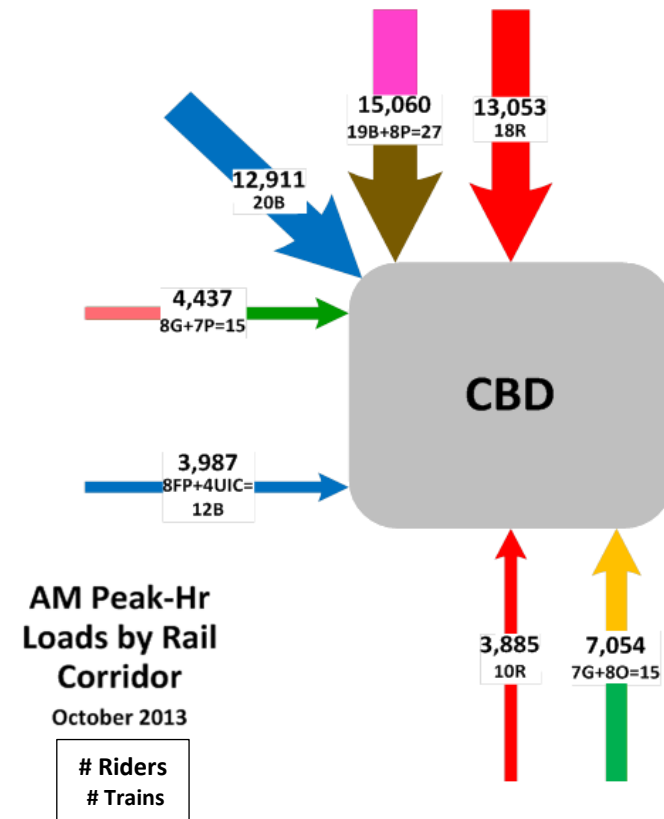 15,060
19B+8P=27
13,053
18R
12,911
20B
4,437
8G+7P=15
CBD
3,987
8FP+4UIC=
12B
AM Peak-Hr
Loads by Rail
Corridor
October 2013
# Riders
# Trains
3,885
10R
7,054
7G+8O=15